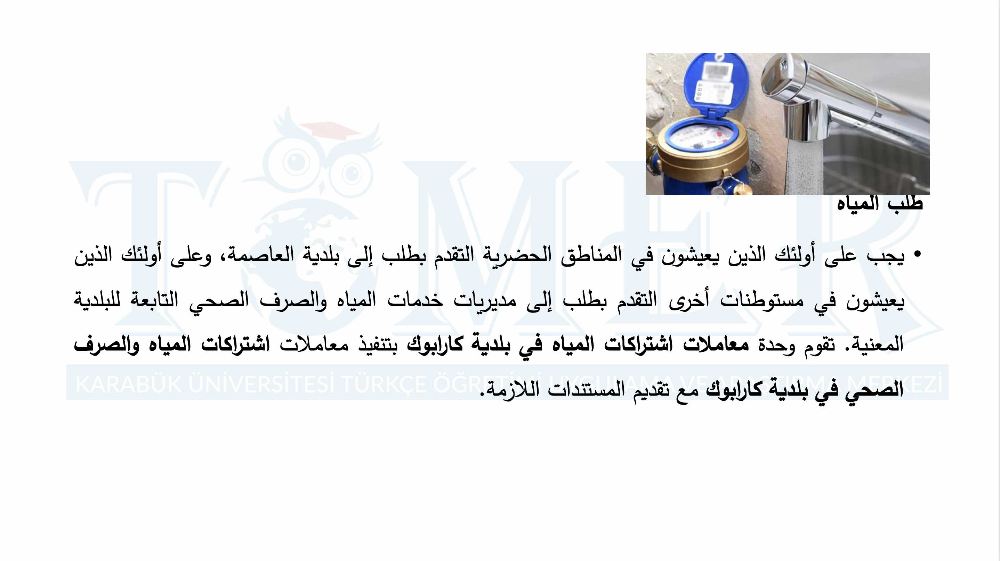 طلب المياه
• يجب على أولئك الذين يعيشون في المناطق الحضرية التقدم بطلب إلى بلدية العاصمة، وعلى أولئك الذين
يعيشون في مستوطنات أخرى التقدم بطلب إلى مديريات خدمات المياه والصرف الصحي التابعة للبلدية
المعنية. تقوم وحدة معاملات اشتراكات المياه في بلدية كارابوك بتنفيذ معاملات اشتراكات المياه والصرف
الصحي في بلدية كارابوك مع تقديم المستندات اللازمة.
TÖMER
KARABÜK ÜNİVERSİTESİ TÜRKÇE ÖĞRETİMİ UYGULAMA VE ARAŞTIRMA MERKEZİ
Q3
Q2
Q1